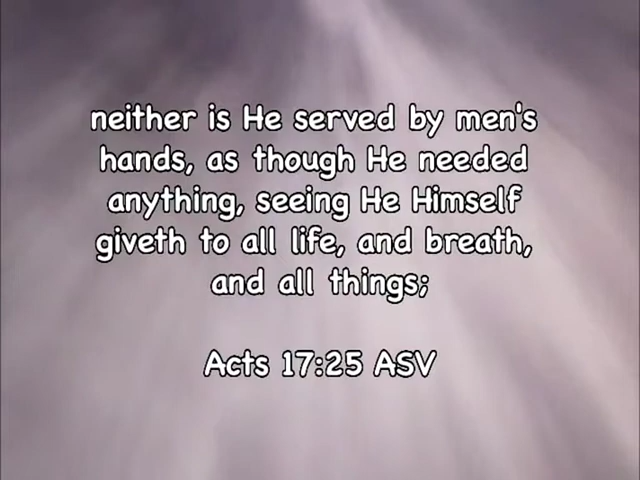 neither is He served by men's
hands, as though He needed
anything, seeing He Himself
giveth to all life, and breath,
and all things;
Acts 17:25 ASV